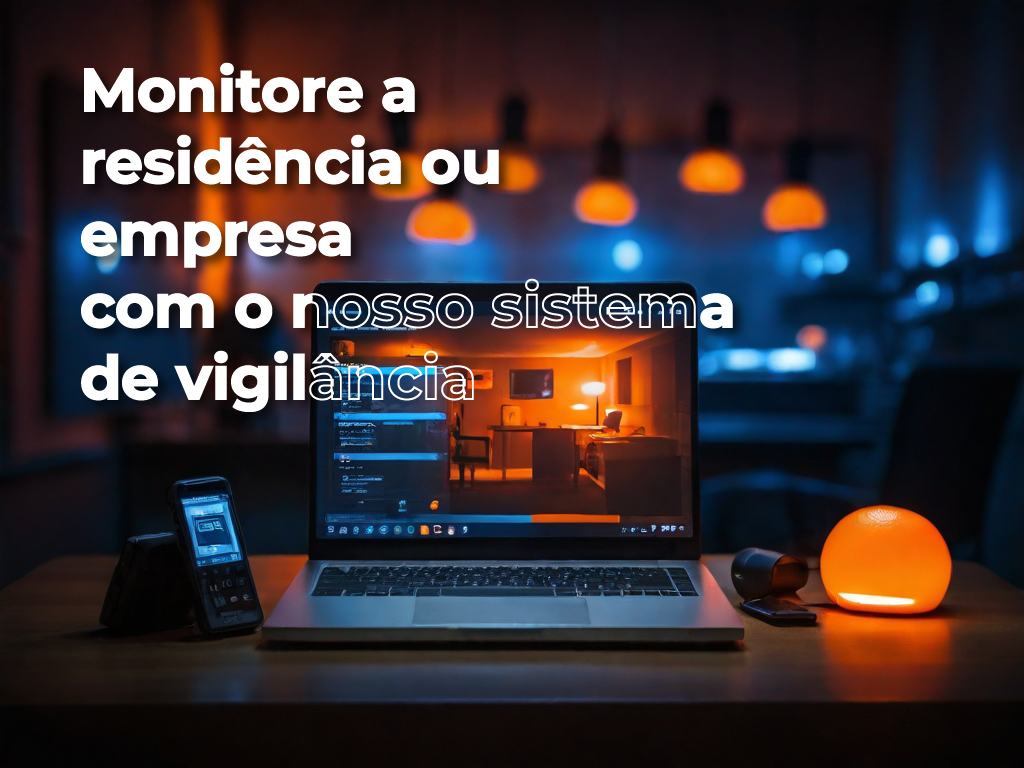 Monitore a
residência ou
empresa
com o nosso sistema
de vigilância